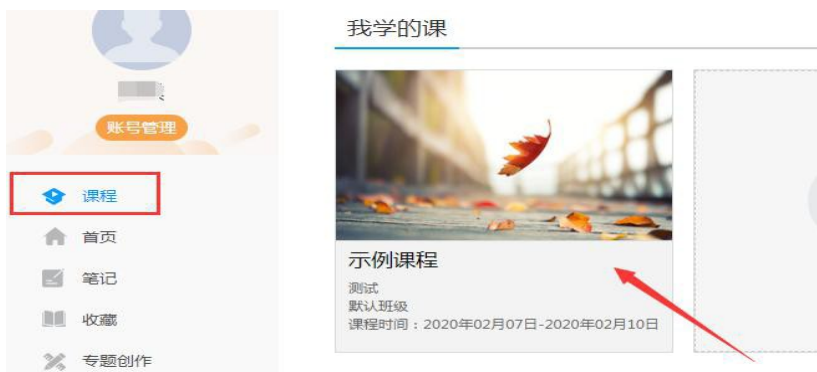 账号管理
课程
首页
笔记
收藏
专题创作
我学的课
示例课程
测试
默认班级
课程时间：2020年02月07日-2020年02月10日